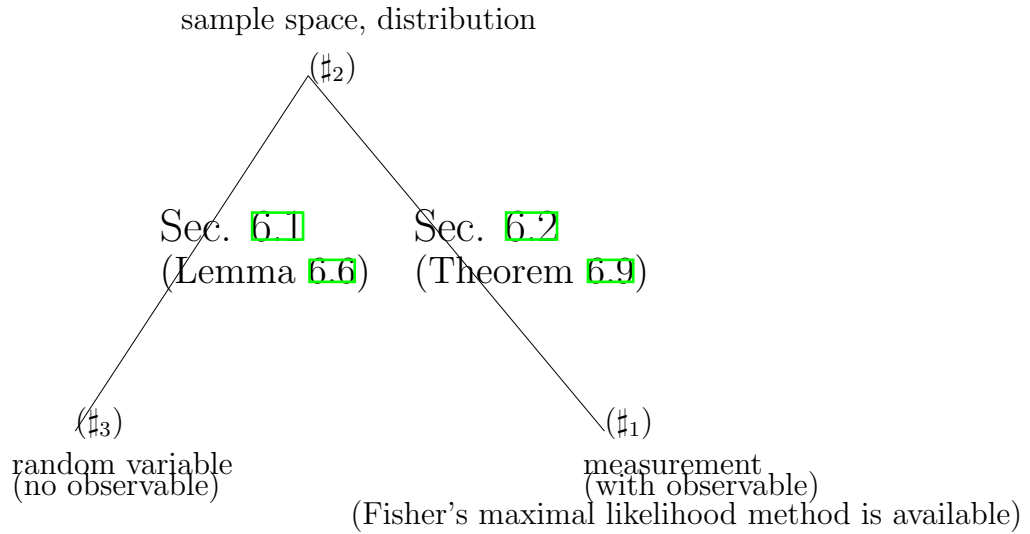 sample space, distribution
(♯₂)
Sec. 6.1
(Lemma 6.6)
Sec. 6.2
(Theorem 6.9)
(♯₃)
random variable
(no observable)
(♯₁)
measurement
(with observable)
(Fisher's maximal likelihood method is available)